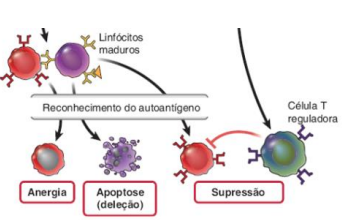 Linfócitos
maduros
Reconhecimento do autoantígeno
Célula T
reguladora
Anergia
Apoptose
(deleção)
Supressão